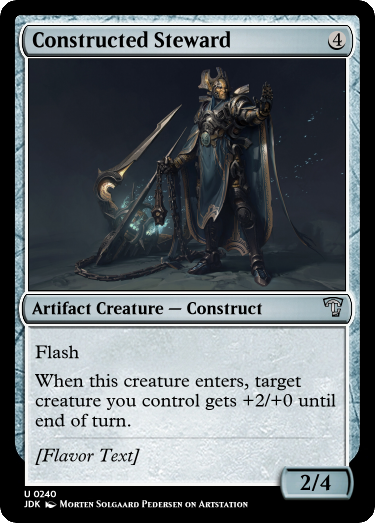 Constructed Steward 4
Artifact Creature — Construct
Flash
When this creature enters, target
creature you control gets +2/+0 until
end of turn.
[Flavor Text]
2/4
U 0240
JDK Morten Solgaard Pedersen on Artstation